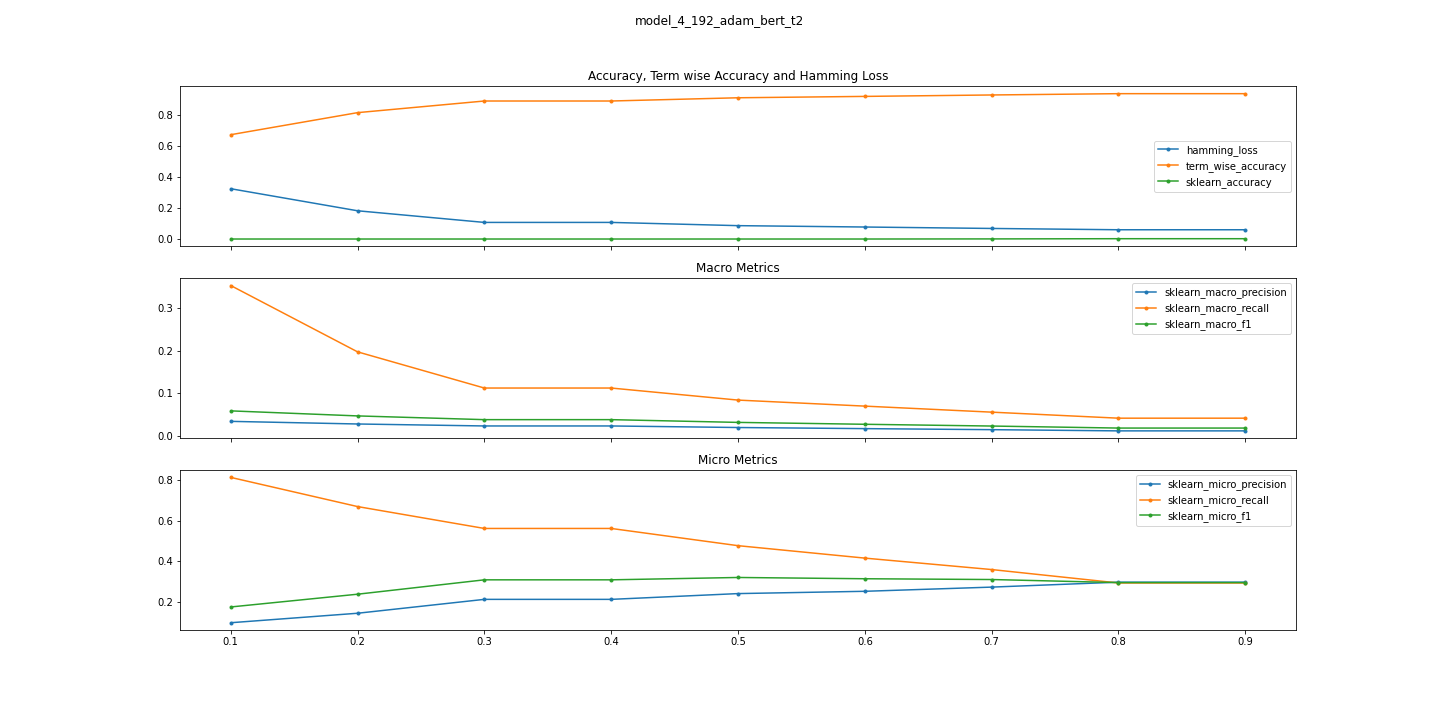 model_4_192_adam_bert_t2
Accuracy, Term wise Accuracy and Hamming Loss
0.8
0.6
0.4
0.2
0.0
hamming_loss
term_wise_accuracy
sklearn_accuracy
Macro Metrics
0.3
0.2
0.1
0.0
sklearn_macro_precision
sklearn_macro_recall
sklearn_macro_f1
Micro Metrics
0.8
0.6
0.4
0.2
sklearn_micro_precision
sklearn_micro_recall
sklearn_micro_f1
0.1 0.2 0.3 0.4 0.5 0.6 0.7 0.8 0.9